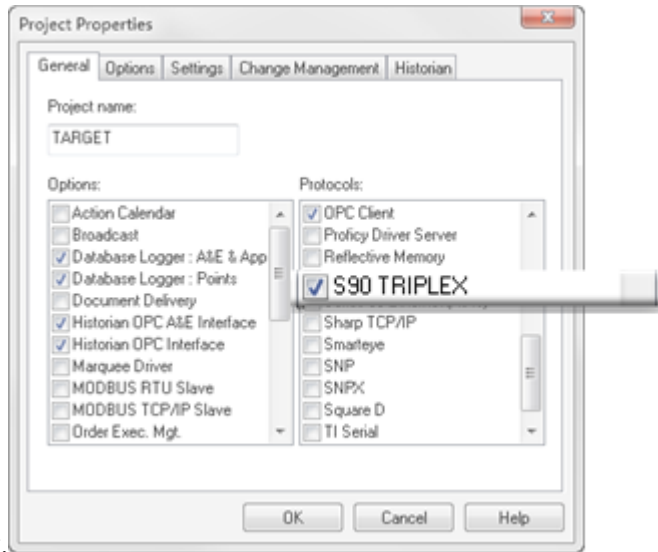 Project Properties
General Options Settings Change Management Historian
Project name:
TARGET
Options:
Action Calendar
Broadcast
Database Logger : A&E & App
Database Logger : Points
Document Delivery
Historian OPC A&E Interface
Historian OPC Interface
Marquee Driver
MODBUS RTU Slave
MODBUS TCP/IP Slave
Order Exec. Mgt.
Protocols:
OPC Client
Proficy Driver Server
Reflective Memory
S90 TRIPLEX
Sharp TCP/IP
Smarteye
SNP
SNPX
Square D
TI Serial
OK Cancel Help